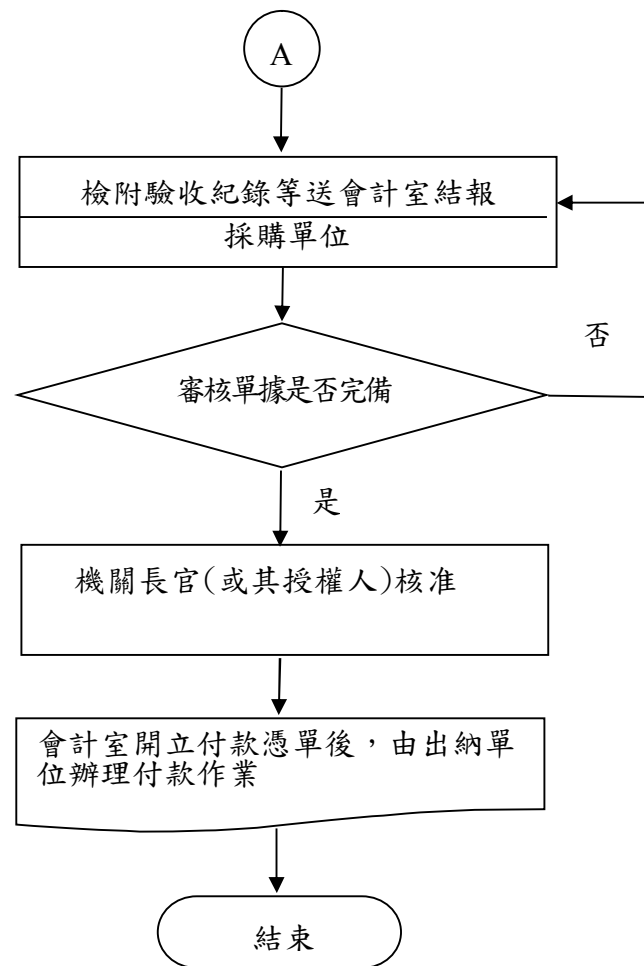 A
檢附驗收紀錄等送會計室結報
採購單位
否
審核單據是否完備
是
機關長官(或其授權人)核准
會計室開立付款憑單後，由出納單
位辦理付款作業
結束